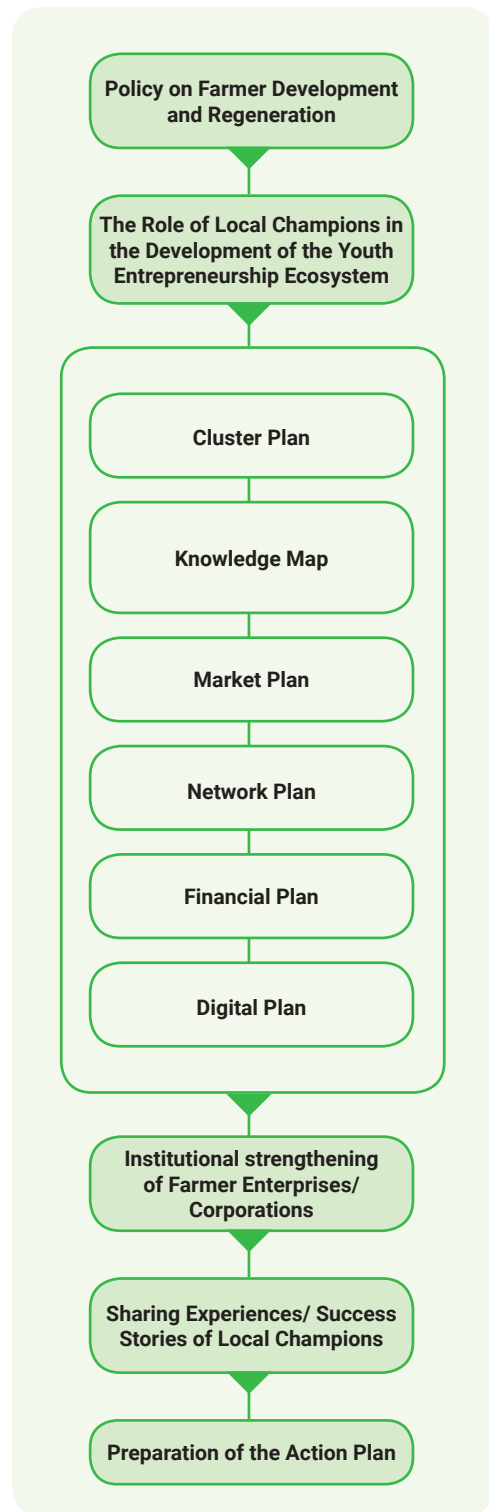 Policy on Farmer Development
and Regeneration
The Role of Local Champions in
the Development of the Youth
Entrepreneurship Ecosystem
Cluster Plan
Knowledge Map
Market Plan
Network Plan
Financial Plan
Digital Plan
Institutional strengthening
of Farmer Enterprises/
Corporations
Sharing Experiences/ Success
Stories of Local Champions
Preparation of the Action Plan